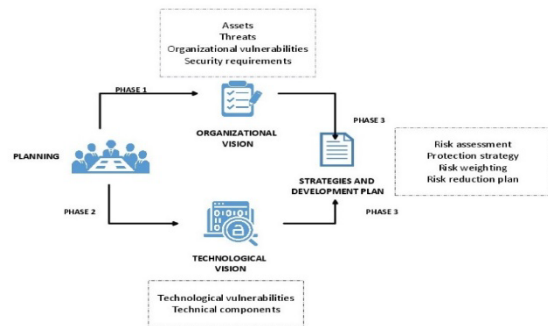 Assets
Threats
Organizational vulnerabilities
Security requirements
PHASE 1
ORGANIZATIONAL
VISION
PHASE 3
PLANNING
STRATEGIES AND
DEVELOPMENT PLAN
Risk assessment
Protection strategy
Risk weighting
Risk reduction plan
PHASE 2
PHASE 3
TECHNOLOGICAL
VISION
Technological vulnerabilities
Technical components